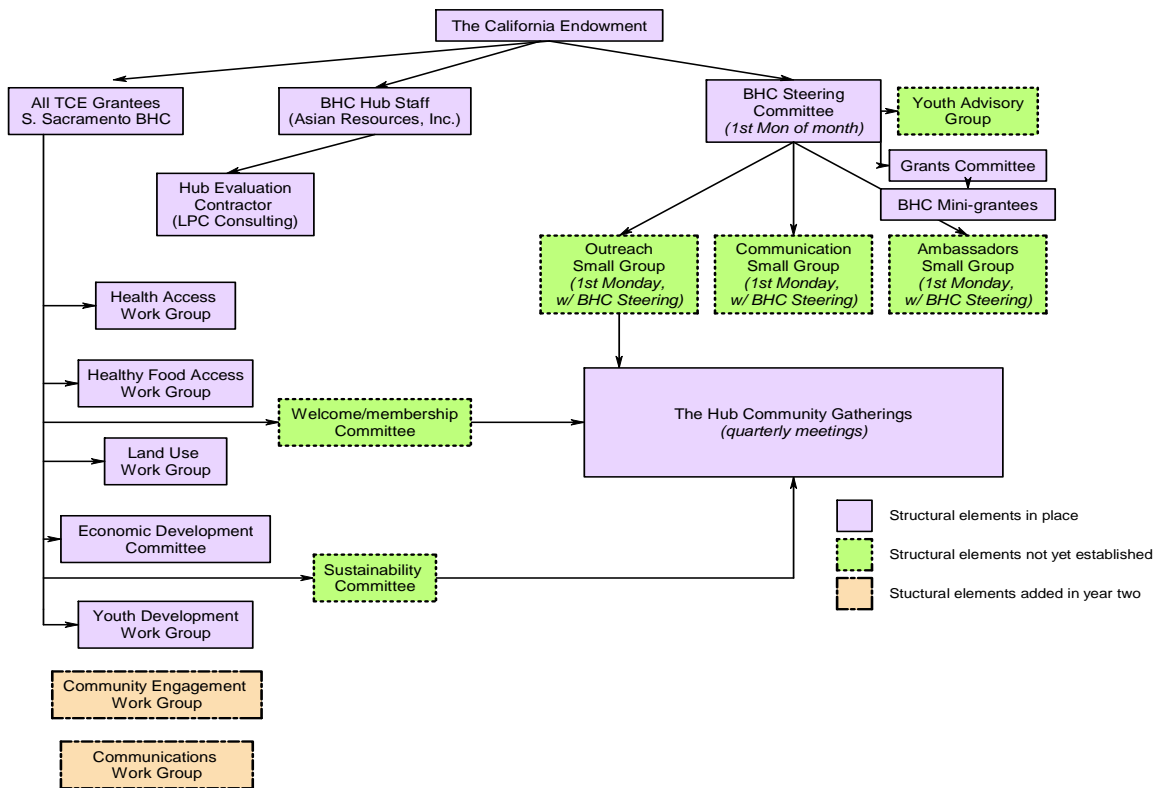 The California Endowment
All TCE Grantees
S. Sacramento BHC
BHC Hub Staff
(Asian Resources, Inc.)
BHC Steering
Committee
(1st Mon of month)
Youth Advisory
Group
Grants Committee
Hub Evaluation
Contractor
(LPC Consulting)
BHC Mini-grantees
Outreach
Small Group
(1st Monday,
w/ BHC Steering)
Communication
Small Group
(1st Monday,
w/ BHC Steering)
Ambassadors
Small Group
(1st Monday,
w/ BHC Steering)
Health Access
Work Group
Healthy Food Access
Work Group
Welcome/membership
Committee
The Hub Community Gatherings
(quarterly meetings)
Land Use
Work Group
Economic Development
Committee
Sustainability
Committee
Youth Development
Work Group
Community Engagement
Work Group
Communications
Work Group
Structural elements in place
Structural elements not yet established
Stuctural elements added in year two